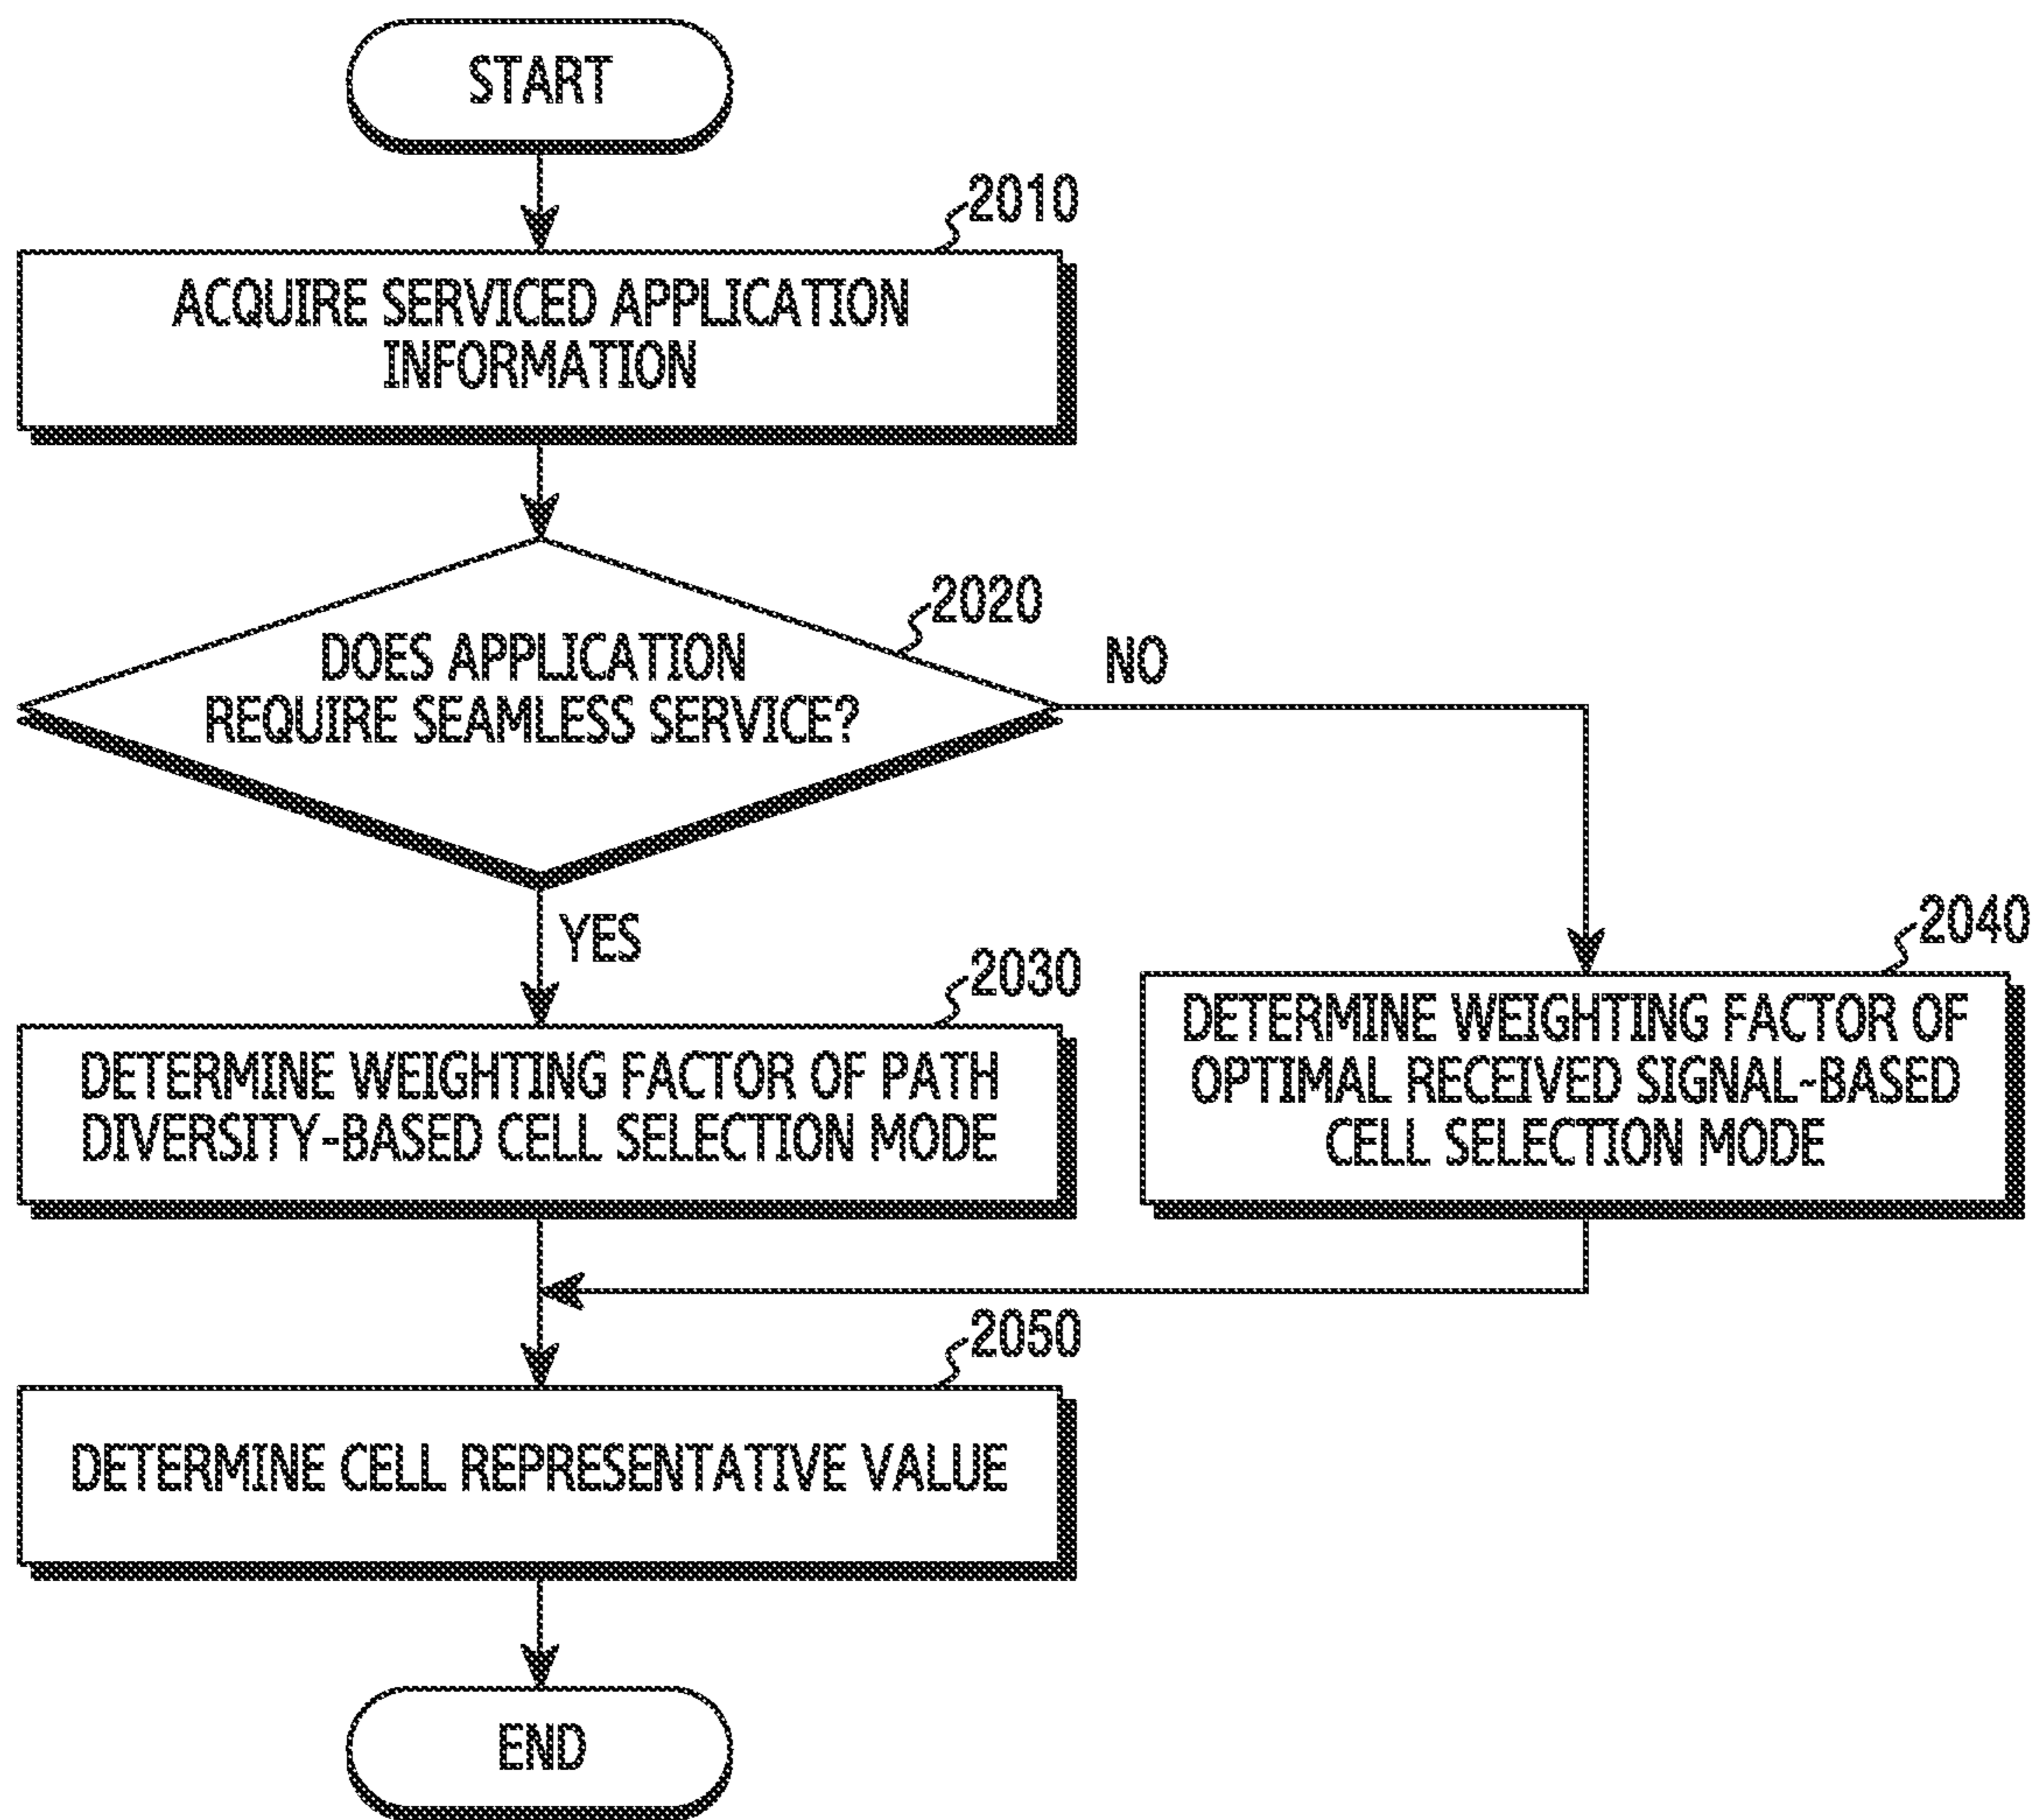 START
2010
ACQUIRE SERVICED APPLICATION
INFORMATION
2020
DOES APPLICATION
REQUIRE SEAMLESS SERVICE?
NO
YES
2030
DETERMINE WEIGHTING FACTOR OF PATH
DIVERSITY-BASED CELL SELECTION MODE
2040
DETERMINE WEIGHTING FACTOR OF
OPTIMAL RECEIVED SIGNAL-BASED
CELL SELECTION MODE
2050
DETERMINE CELL REPRESENTATIVE VALUE
END